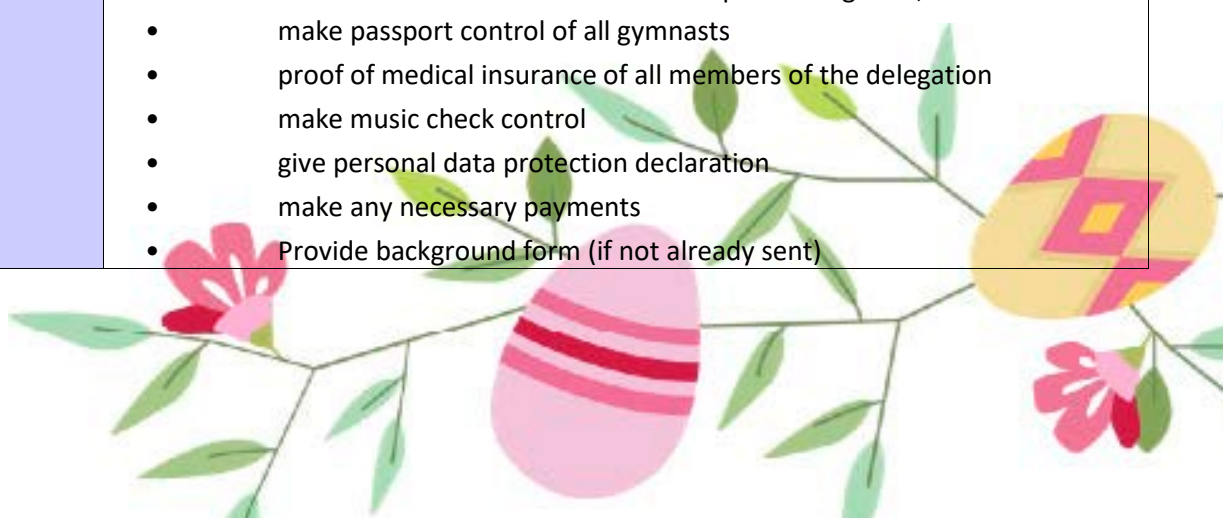 • make passport control of all gymnasts
• proof of medical insurance of all members of the delegation
• make music check control
• give personal data protection declaration
• make any necessary payments
• Provide background form (if not already sent)